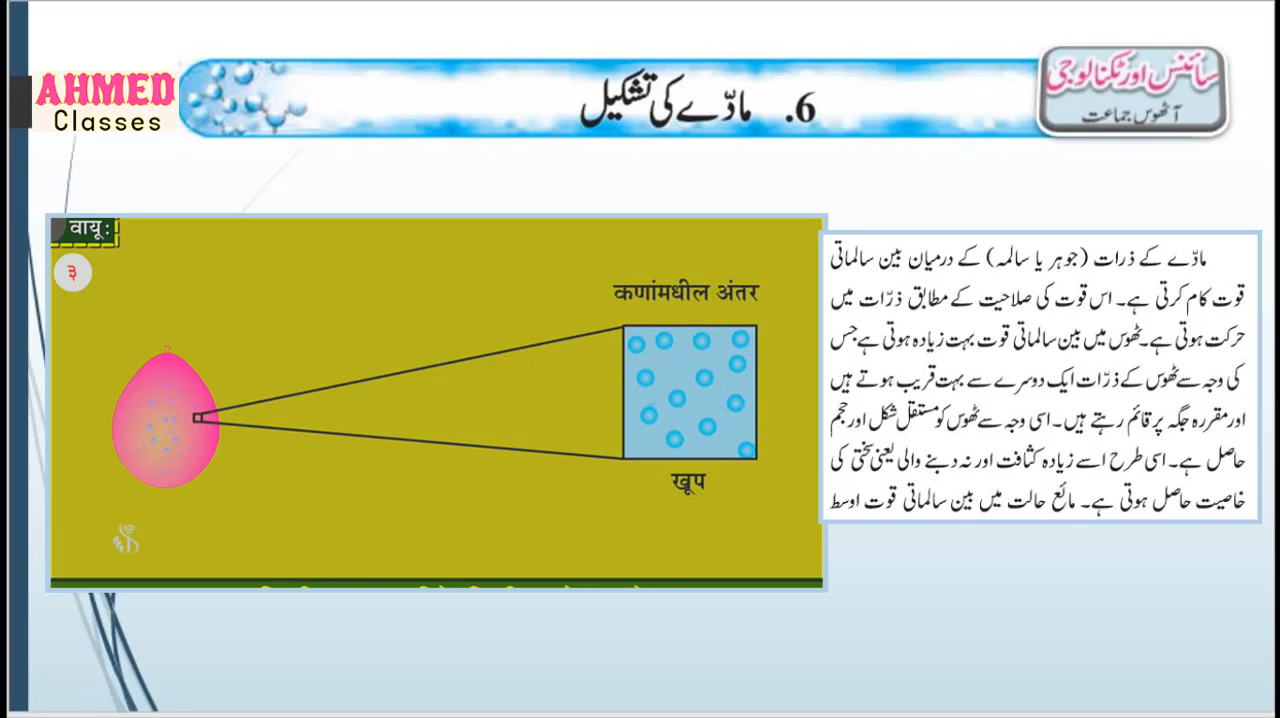 AHMED
Classes
6. مادّے کی تشکیل
سائنس اور ٹکنالوجی
آٹھوس جماعت
वायू:
३
कणांमधील अंतर
खूप
مادّے کے ذرات (جوہر یا سالمہ) کے درمیان بین سالماتی
قوت کام کرتی ہے۔ اس قوت کی صلاحیت کے مطابق ذرّات میں
حرکت ہوتی ہے۔ٹھوس میں بین سالماتی قوت بہت زیادہ ہوتی ہے جس
کی وجہ سے ٹھوس کے ذرّات ایک دوسرے سے بہت قریب ہوتے ہیں
اور مقررہ جگہ پر قائم رہتے ہیں۔ اسی وجہ سے ٹھوس کو مستقل شکل اور حجم
حاصل ہے۔ اسی طرح اسے زیادہ کثافت اور نہ دبنے والی یعنی سختی کی
خاصیت حاصل ہوتی ہے۔ مائع حالت میں بین سالماتی قوت اوسط